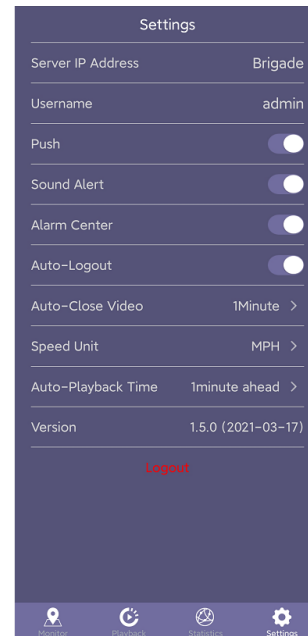 Settings
Server IP Address Brigade
Username admin
Push
Sound Alert
Alarm Center
Auto-Logout
Auto-Close Video 1Minute >
Speed Unit MPH >
Auto-Playback Time 1minute ahead >
Version 1.5.0 (2021-03-17)
Logout
Monitor Playback Statistics Settings